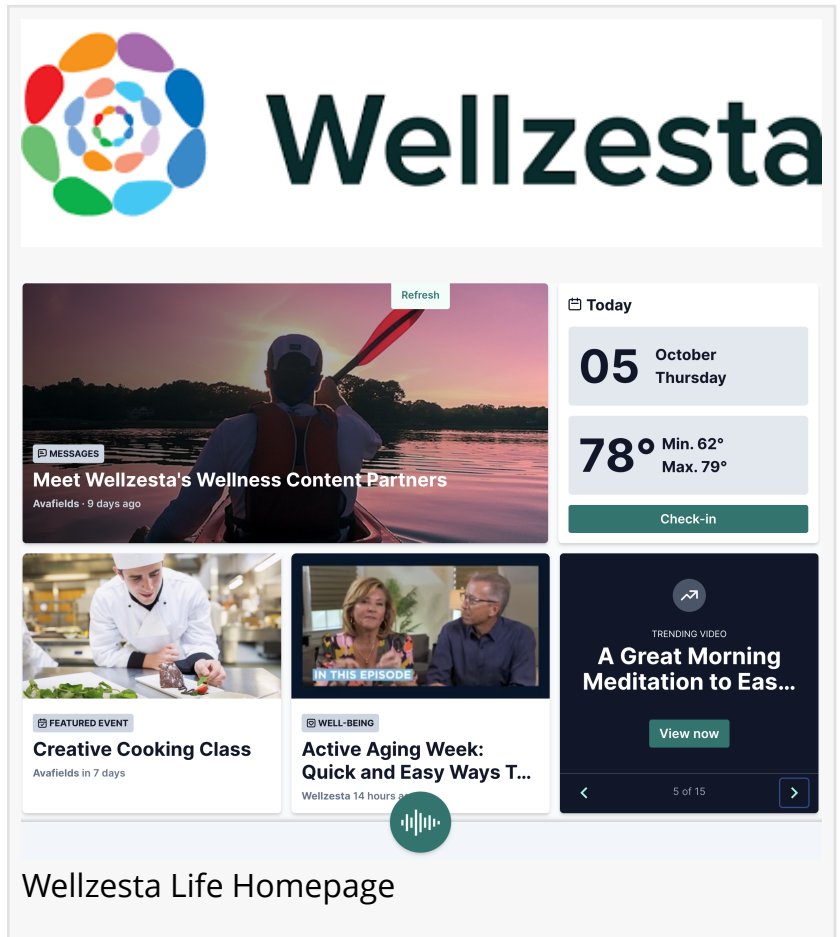 Wellzesta
Refresh
MESSAGES
Meet Wellzesta's Wellness Content Partners
Avafields · 9 days ago
Today
05
October
Thursday
78°
Min. 62°
Max. 79°
Check-in
FEATURED EVENT
Creative Cooking Class
Avafields in 7 days
IN THIS EPISODE
WELL-BEING
Active Aging Week:
Quick and Easy Ways T...
Wellzesta 14 hours
TRENDING VIDEO
A Great Morning
Meditation to Eas...
View now
5 of 15
Wellzesta Life Homepage